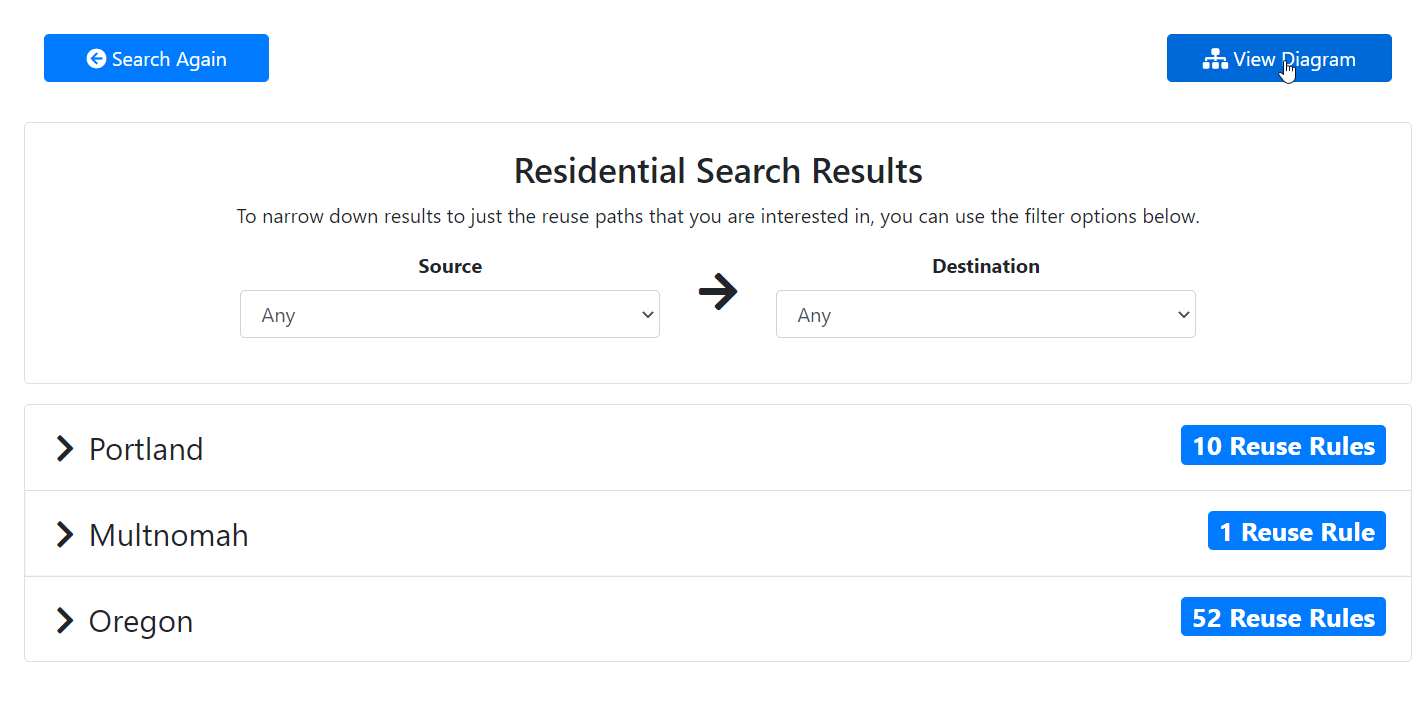 Search Again
View Diagram
Residential Search Results
To narrow down results to just the reuse paths that you are interested in, you can use the filter options below.
Source
Destination
Any
Any
Portland
10 Reuse Rules
Multnomah
1 Reuse Rule
Oregon
52 Reuse Rules